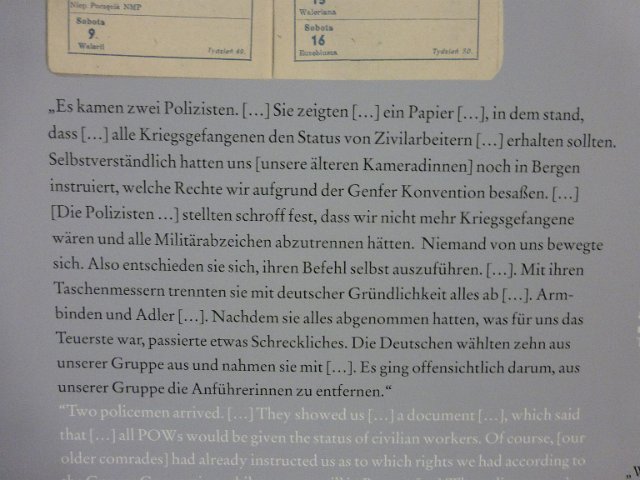 Niep. Poczęcia NMP
Sobota
9
Walerii
Tydzień 49.
15
Waleriana
Sobota
16
Euzebiusza
Tydzień 50.
„Es kamen zwei Polizisten. […] Sie zeigten […] ein Papier […], in dem stand,
dass […] alle Kriegsgefangenen den Status von Zivilarbeitern […] erhalten sollten.
Selbstverständlich hatten uns [unsere älteren Kameradinnen] noch in Bergen
instruiert, welche Rechte wir aufgrund der Genfer Konvention besaßen. […]
[Die Polizisten …] stellten schroff fest, dass wir nicht mehr Kriegsgefangene
wären und alle Militärabzeichen abzutrennen hätten. Niemand von uns bewegte
sich. Also entschieden sie sich, ihren Befehl selbst auszuführen. […]. Mit ihren
Taschenmessern trennten sie mit deutscher Gründlichkeit alles ab […]. Arm-
binden und Adler […]. Nachdem sie alles abgenommen hatten, was für uns das
Teuerste war, passierte etwas Schreckliches. Die Deutschen wählten zehn aus
unserer Gruppe aus und nahmen sie mit […]. Es ging offensichtlich darum, aus
unserer Gruppe die Anführerinnen zu entfernen.“
“Two policemen arrived. […] They showed us […] a document […], which said
that […] all POWs would be given the status of civilian workers. Of course, [our
older comrades] had already instructed us as to which rights we had according to